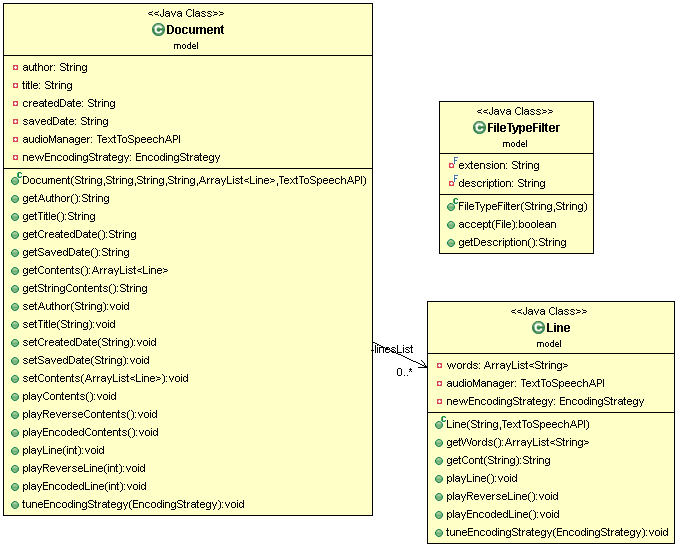 <<Java Class>>
Document
model
author: String
title: String
createdDate: String
savedDate: String
audioManager: TextToSpeechAPI
newEncodingStrategy: EncodingStrategy
Document(String,String,String,String,ArrayList<Line>,TextToSpeechAPI)
getAuthor():String
getTitle():String
getCreatedDate():String
getSavedDate():String
getContents():ArrayList<Line>
getStringContents():String
setAuthor(String):void
setTitle(String):void
setCreatedDate(String):void
setSavedDate(String):void
setContents(ArrayList<Line>):void
playContents():void
playReverseContents():void
playEncodedContents():void
playLine(int):void
playReverseLine(int):void
playEncodedLine(int):void
tuneEncodingStrategy(EncodingStrategy):void
<<Java Class>>
FileTypeFilter
model
extension: String
description: String
FileTypeFilter(String,String)
accept(File):boolean
getDescription():String
-linesList
0..*
<<Java Class>>
Line
model
words: ArrayList<String>
audioManager: TextToSpeechAPI
newEncodingStrategy: EncodingStrategy
Line(String,TextToSpeechAPI)
getWords():ArrayList<String>
getCont(String):String
playLine():void
playReverseLine():void
playEncodedLine():void
tuneEncodingStrategy(EncodingStrategy):void